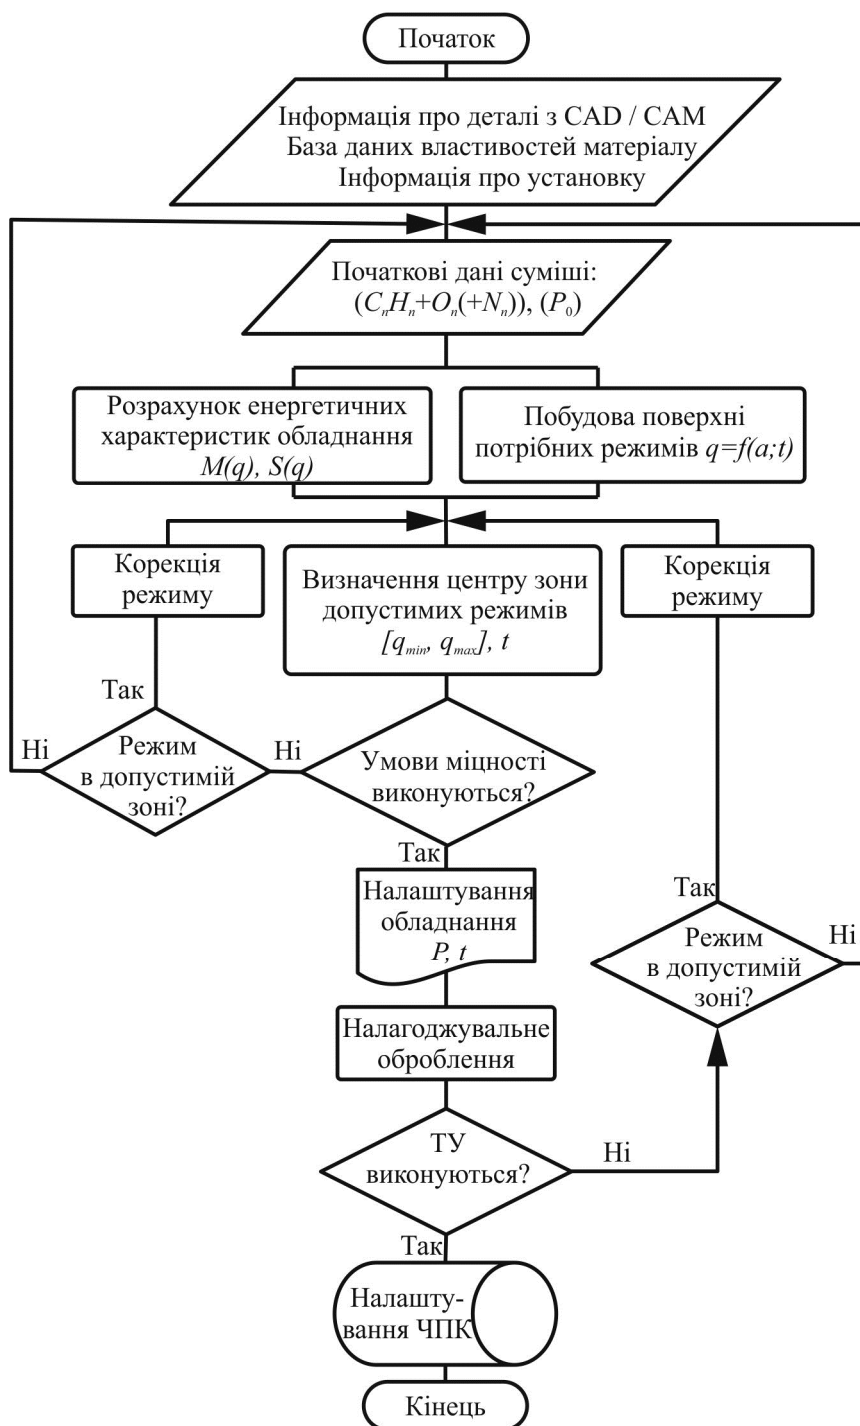 Початок
Інформація про деталі з CAD / CAM
База даних властивостей матеріалу
Інформація про установку
Початкові дані суміші:
(CₙHₙ+Oₙ(+Nₙ)), (P₀)
Розрахунок енергетичних
характеристик обладнання
M(q), S(q)
Побудова поверхні
потрібних режимів q=f(a;t)
Корекція
режиму
Визначення центру зони
допустимих режимів
[qmin, qmax], t
Корекція
режиму
Так
Ні
Режим
в допустимій
зоні?
Ні
Умови міцності
виконуються?
Так
Налаштування
обладнання
P, t
Так
Режим
в допустимій
зоні?
Ні
Налагоджувальне
оброблення
ТУ
виконуються?
Ні
Так
Налашту-
вання ЧПК
Кінець